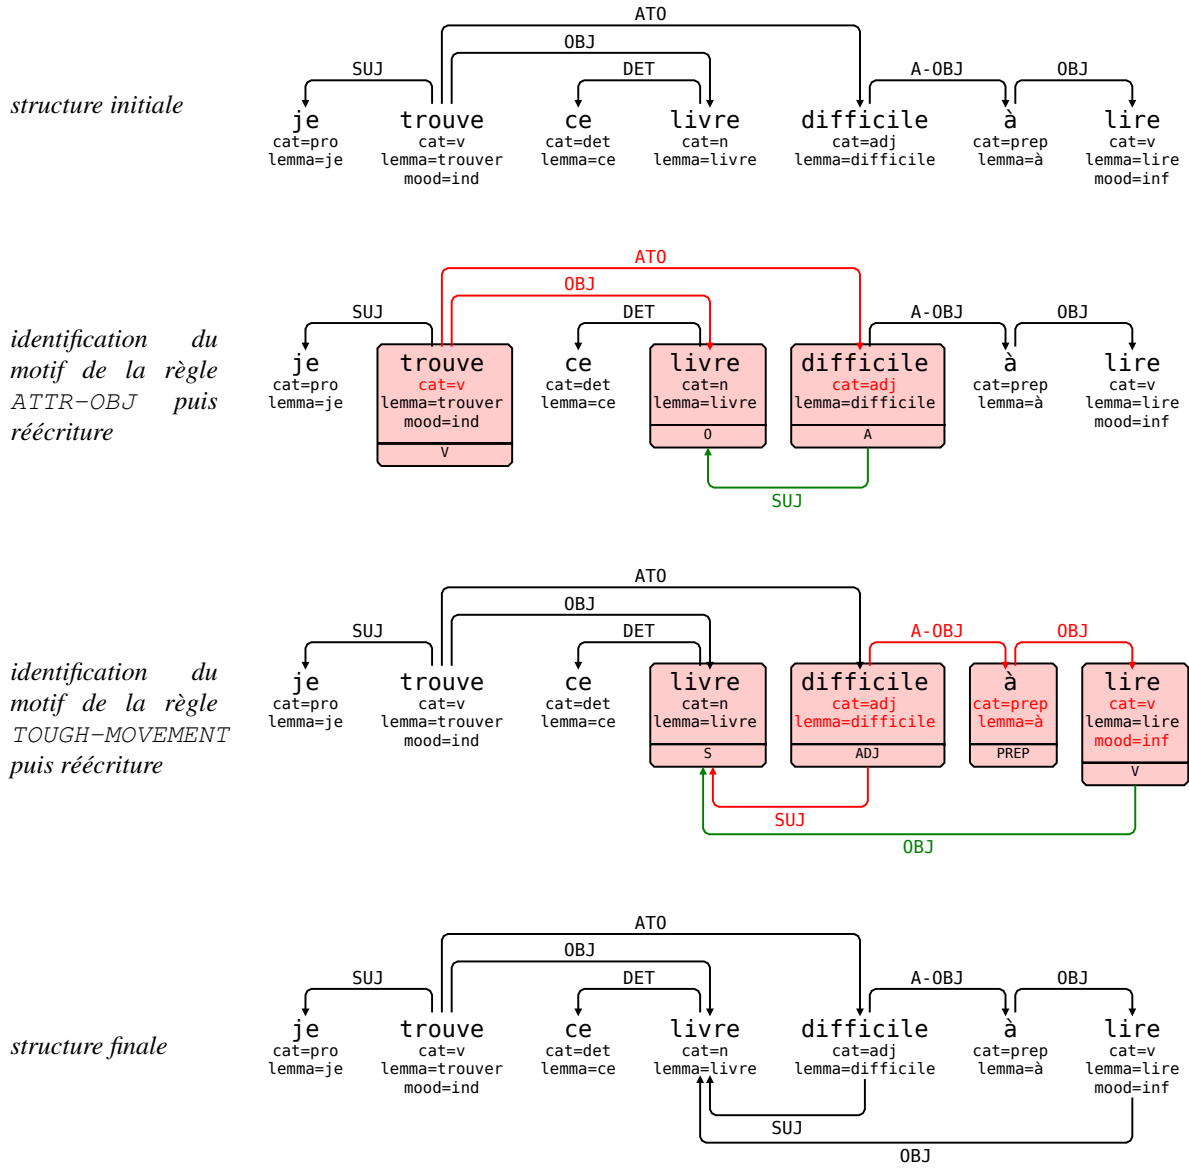 ATO
OBJ
SUJ DET A-OBJ OBJ
structure initiale
je trouve ce livre difficile à lire
cat=pro cat=v cat=det cat=n cat=adj cat=prep cat=v
lemma=je lemma=trouver lemma=ce lemma=livre lemma=difficile lemma=à lemma=lire
mood=ind mood=inf
ATO
OBJ
SUJ DET A-OBJ OBJ
identification du
motif de la règle
ATTR-OBJ puis
réécriture
je trouve ce livre difficile à lire
cat=pro cat=v cat=det cat=n cat=adj cat=prep cat=v
lemma=je lemma=trouver lemma=ce lemma=livre lemma=difficile lemma=à lemma=lire
mood=ind mood=inf
O A
V
SUJ
ATO
OBJ
SUJ DET A-OBJ OBJ
identification du
motif de la règle
TOUGH-MOVEMENT
puis réécriture
je trouve ce livre difficile à lire
cat=pro cat=v cat=det cat=n cat=adj cat=prep cat=v
lemma=je lemma=trouver lemma=ce lemma=livre lemma=difficile lemma=à lemma=lire
mood=ind mood=inf
S ADJ PREP
V
SUJ
OBJ
ATO
OBJ
SUJ DET A-OBJ OBJ
structure finale
je trouve ce livre difficile à lire
cat=pro cat=v cat=det cat=n cat=adj cat=prep cat=v
lemma=je lemma=trouver lemma=ce lemma=livre lemma=difficile lemma=à lemma=lire
mood=ind mood=inf
SUJ
OBJ